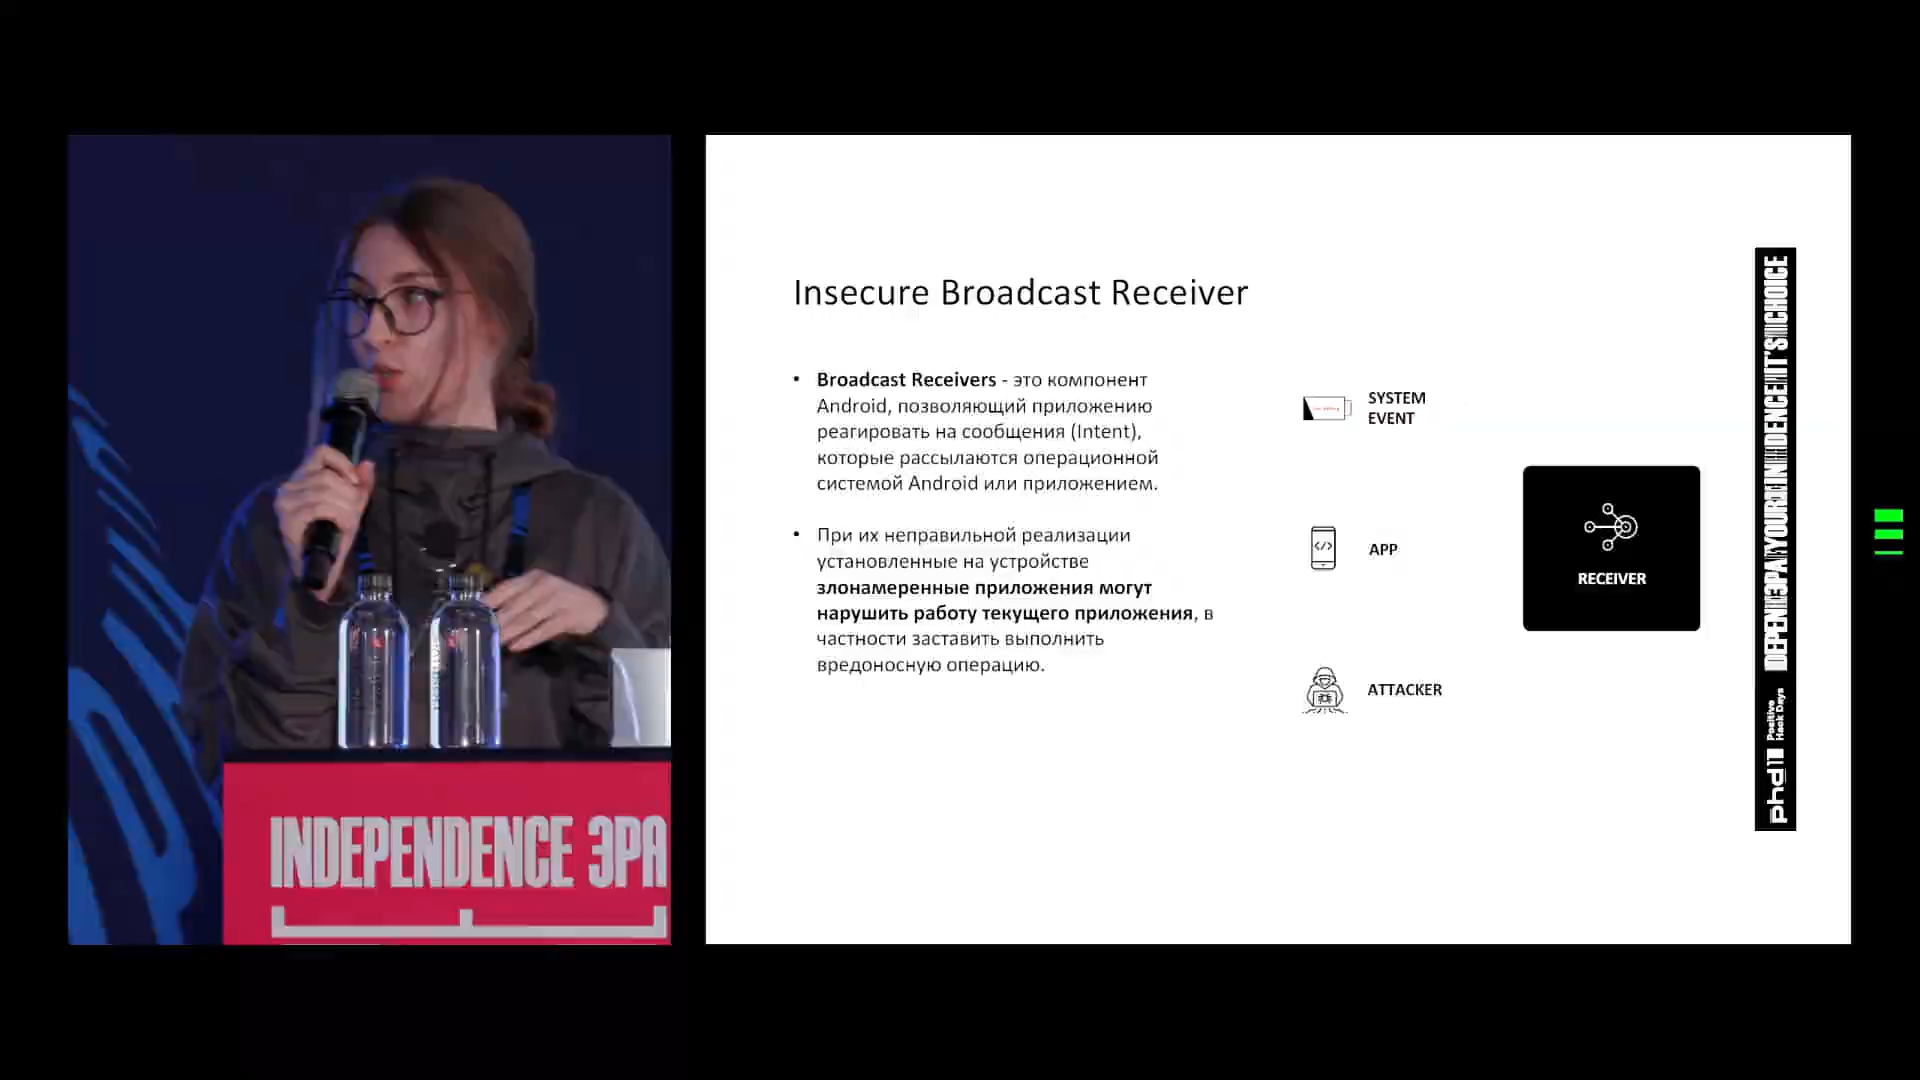 Insecure Broadcast Receiver
• Broadcast Receivers - это компонент
Android, позволяющий приложению
реагировать на сообщения (Intent),
которые рассылаются операционной
системой Android или приложением.
• При их неправильной реализации
установленные на устройстве
злонамеренные приложения могут
нарушить работу текущего приложения, в
частности заставить выполнить
вредоносную операцию.
SYSTEM
EVENT
APP
ATTACKER
RECEIVER
INDEPENDENCE ЭРА
phd
Positive
Hack Days